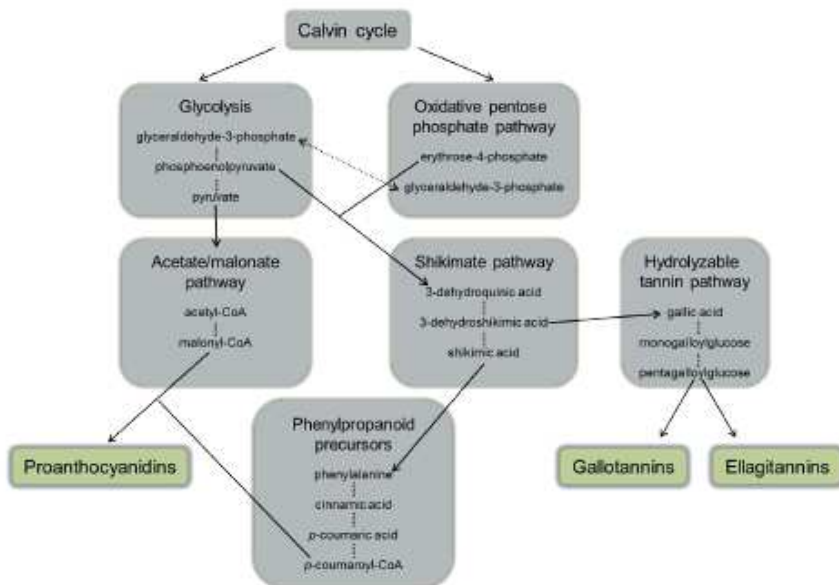 Calvin cycle
Glycolysis
glyceraldehyde-3-phosphate
phosphoenolpyruvate
pyruvate
Oxidative pentose
phosphate pathway
erythrose-4-phosphate
glyceraldehyde-3-phosphate
Acetate/malonate
pathway
acetyl-CoA
malonyl-CoA
Shikimate pathway
3-dehydroquinic acid
3-dehydroshikimic acid
shikimic acid
Hydrolyzable
tannin pathway
gallic acid
monogalloylglucose
pentagalloylglucose
Phenylpropanoid
precursors
phenylalanine
cinnamic acid
p-coumaric acid
p-coumaroyl-CoA
Proanthocyanidins
Gallotannins
Ellagitannins